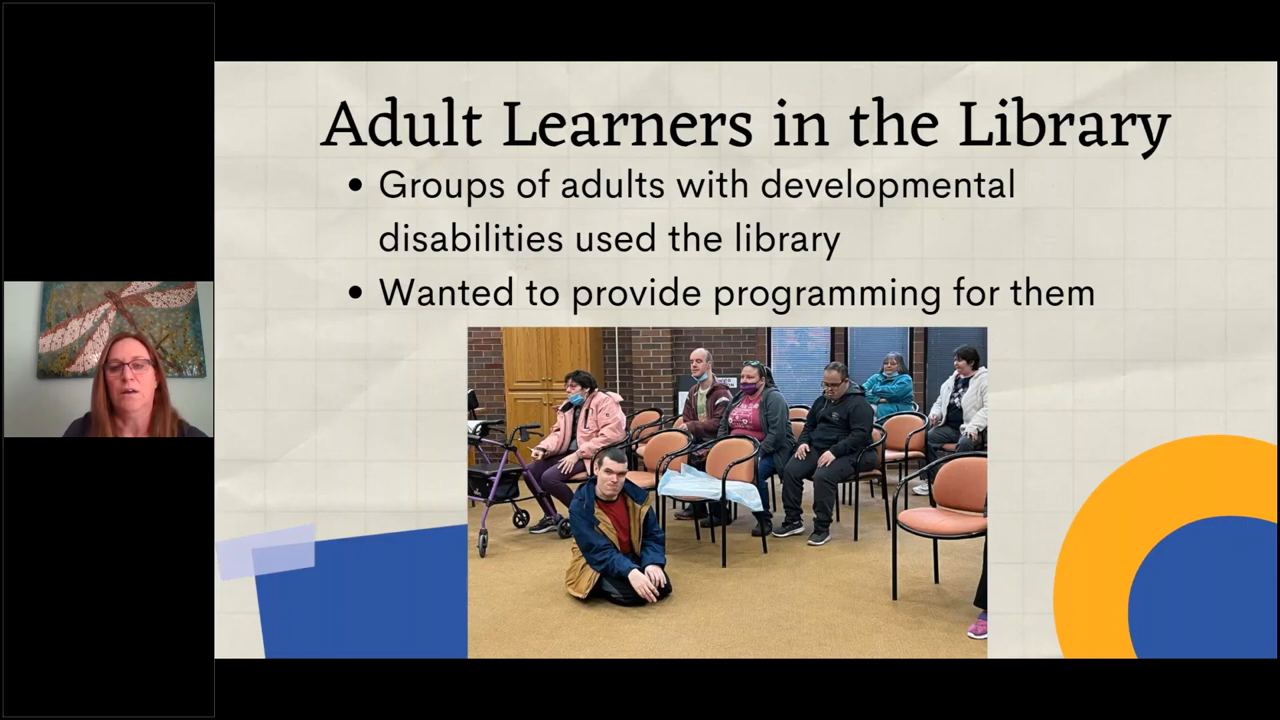 Adult Learners in the Library
• Groups of adults with developmental
disabilities used the library
• Wanted to provide programming for them